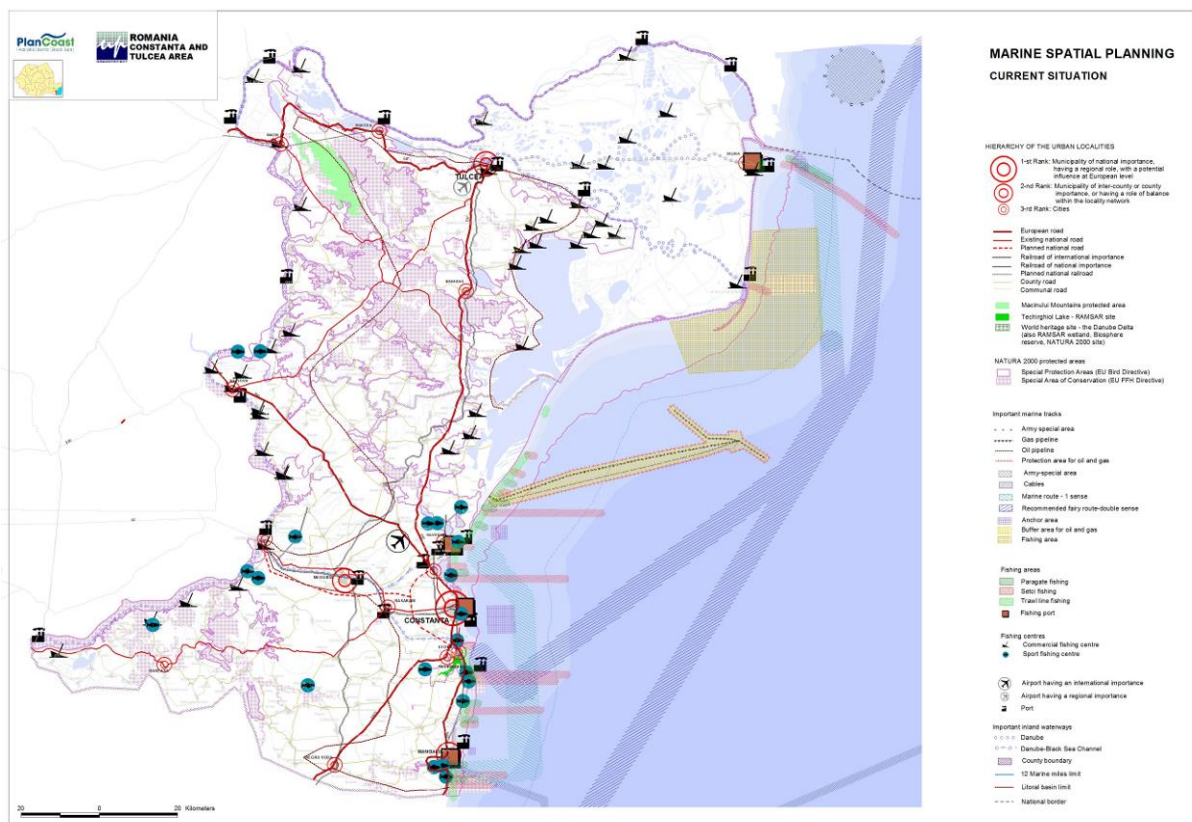 PlanCoast
ROMANIA
CONSTANTA AND
TULCEA AREA
MARINE SPATIAL PLANNING
CURRENT SITUATION
HIERARCHY OF THE URBAN LOCALITIES
1-st Rank: Municipality of national importance,
having a regional role, with a potential
influence at European level
2-nd Rank: Municipality of inter-county or county
importance, or having a role of balance
within the locality network
3-rd Rank: Cities
European road
Existing national road
Planned national road
Railroad of international importance
Railroad of national importance
Planned national railroad
County road
Communal road
Macinului Mountains protected area
Techirghiol Lake - RAMSAR site
World heritage site - the Danube Delta
(also RAMSAR wetland, Biosphere
reserve, NATURA 2000 site)
NATURA 2000 protected areas
Special Protection Areas (EU Bird Directive)
Special Area of Conservation (EU FFH Directive)
Important marine tracks
Army special area
Gas pipeline
Oil pipeline
Protection area for oil and gas
Army-special area
Cables
Marine route - 1 sense
Recommended fairy route-double sense
Anchor area
Buffer area for oil and gas
Fishing area
Fishing areas
Paragate fishing
Setci fishing
Trawl line fishing
Fishing port
Fishing centres
Commercial fishing centre
Sport fishing centre
Airport having an international importance
Airport having a regional importance
Port
Important inland waterways
Danube
Danube-Black Sea Channel
County boundary
12 Marine miles limit
Litoral basin limit
National border
TULCEA
SULINA
BABADAG
CONSTANTA
20 0 20 Kilometers